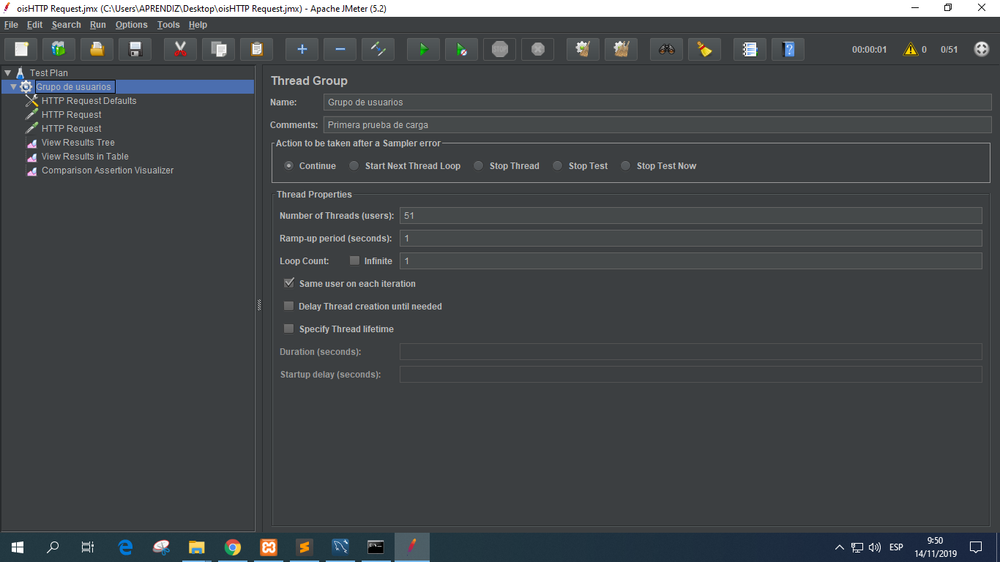 oisHTTP Request.jmx (C:\Users\APRENDIZ\Desktop\oisHTTP Request.jmx) - Apache JMeter (5.2)
File Edit Search Run Options Tools Help
STOP 00:00:01 0 0/51
Test Plan
Grupo de usuarios
HTTP Request Defaults
HTTP Request
HTTP Request
View Results Tree
View Results in Table
Comparison Assertion Visualizer
Thread Group
Name: Grupo de usuarios
Comments: Primera prueba de carga
Action to be taken after a Sampler error
Continue Start Next Thread Loop Stop Thread Stop Test Stop Test Now
Thread Properties
Number of Threads (users): 51
Ramp-up period (seconds): 1
Loop Count: Infinite 1
Same user on each iteration
Delay Thread creation until needed
Specify Thread lifetime
Duration (seconds):
Startup delay (seconds):
ESP 9:50
14/11/2019